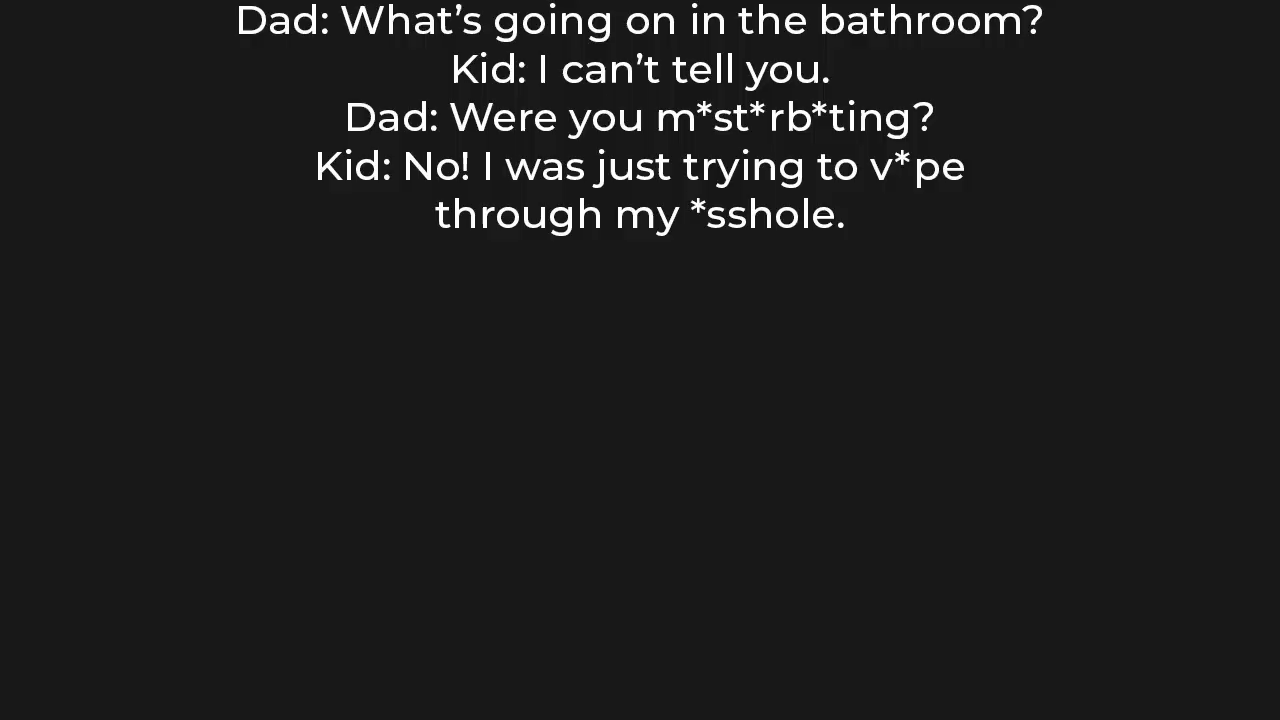 Dad: What’s going on in the bathroom?
Kid: I can’t tell you.
Dad: Were you m*st*rb*ting?
Kid: No! I was just trying to v*pe
through my *sshole.